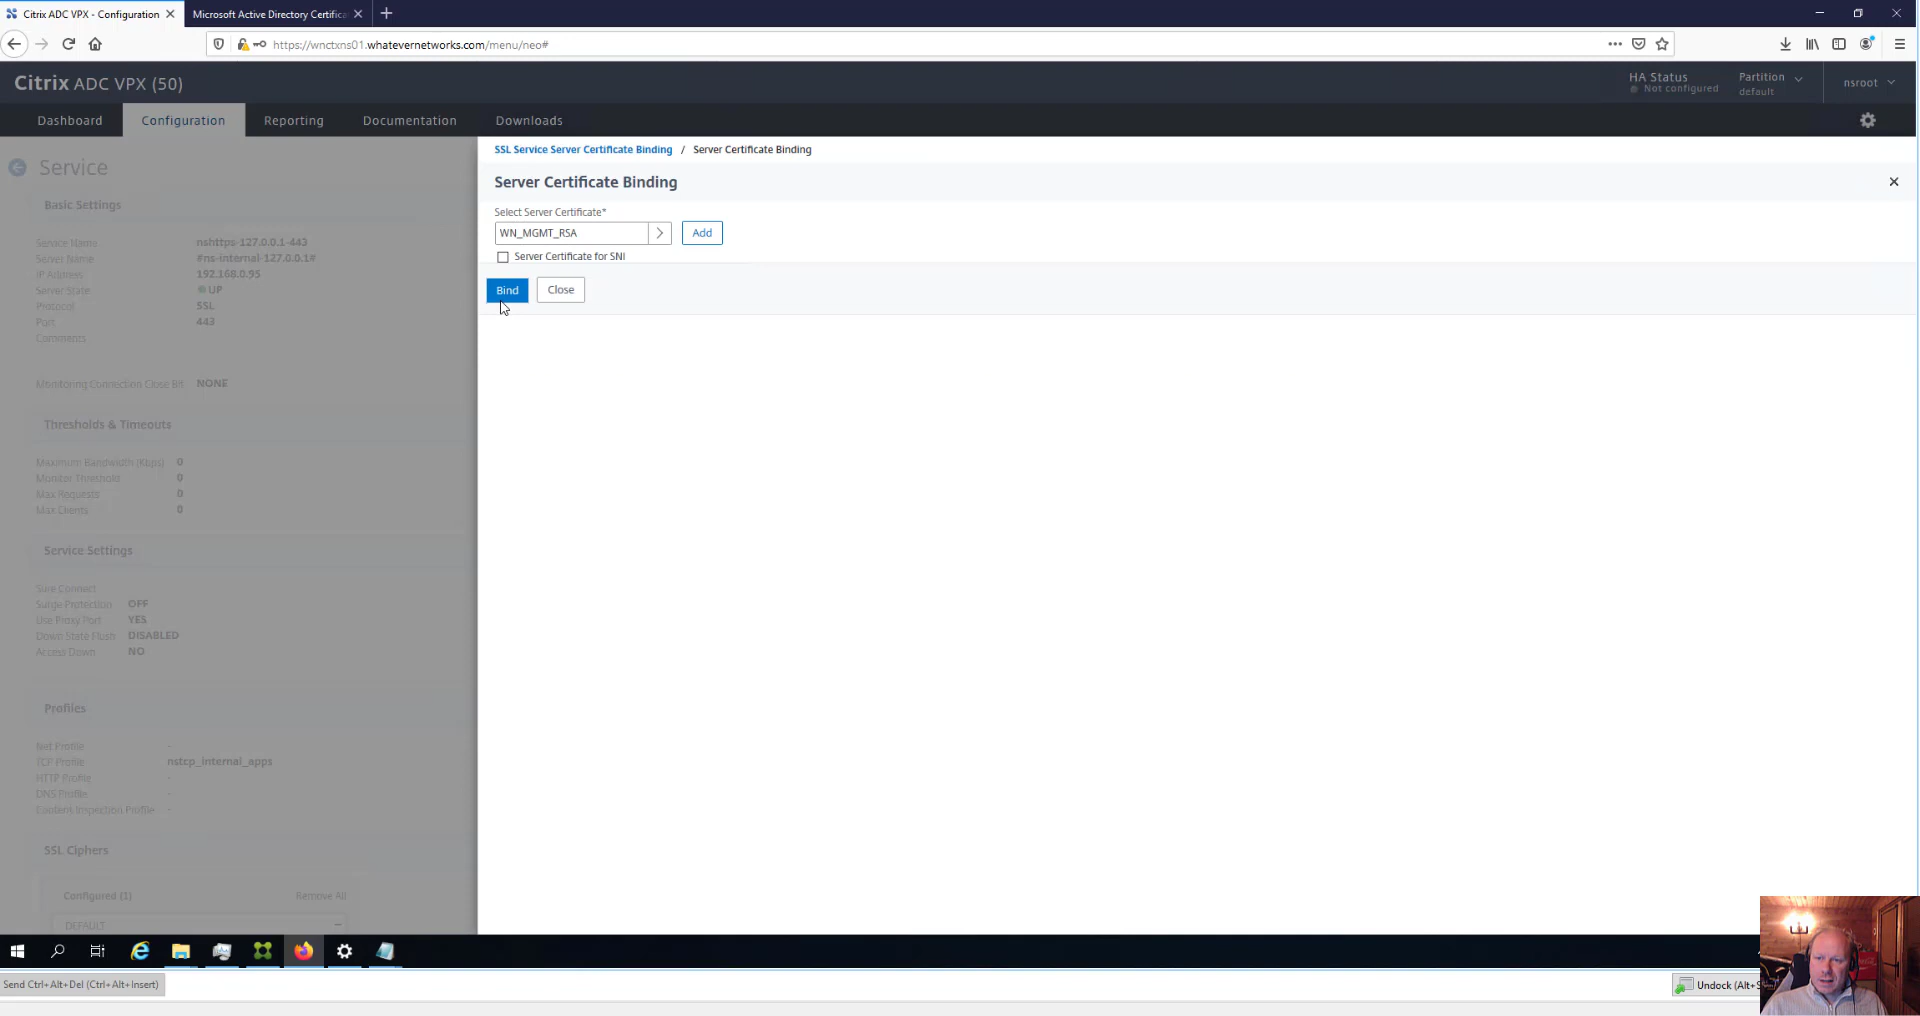 Citrix ADC VPX - Configuration
Microsoft Active Directory Certifica
https://wnctxns01.whatevernetworks.com/menu/neo#
Citrix ADC VPX (50)
HA Status
Not configured
Partition
default
nsroot
Dashboard
Configuration
Reporting
Documentation
Downloads
Service
Basic Settings
Service Name nshttps-127.0.0.1-443
Server Name #ns-internal-127.0.0.1#
IP Address 192.168.0.95
Server State UP
Protocol SSL
Port 443
Comments
Monitoring Connection Close Bit NONE
Thresholds & Timeouts
Maximum Bandwidth (Kbps) 0
Monitor Threshold 0
Max Requests 0
Max Clients 0
Service Settings
Sure Connect
Surge Protection OFF
Use Proxy Port YES
Down State Flush DISABLED
Access Down NO
Profiles
Net Profile -
TCP Profile nstcp_internal_apps
HTTP Profile -
DNS Profile -
Content Inspection Profile -
SSL Ciphers
Configured (1) Remove All
DEFAULT
SSL Service Server Certificate Binding / Server Certificate Binding
Server Certificate Binding
Select Server Certificate*
WN_MGMT_RSA
Add
Server Certificate for SNI
Bind
Close
Send Ctrl+Alt+Del (Ctrl+Alt+Insert)
Undock (Alt+S